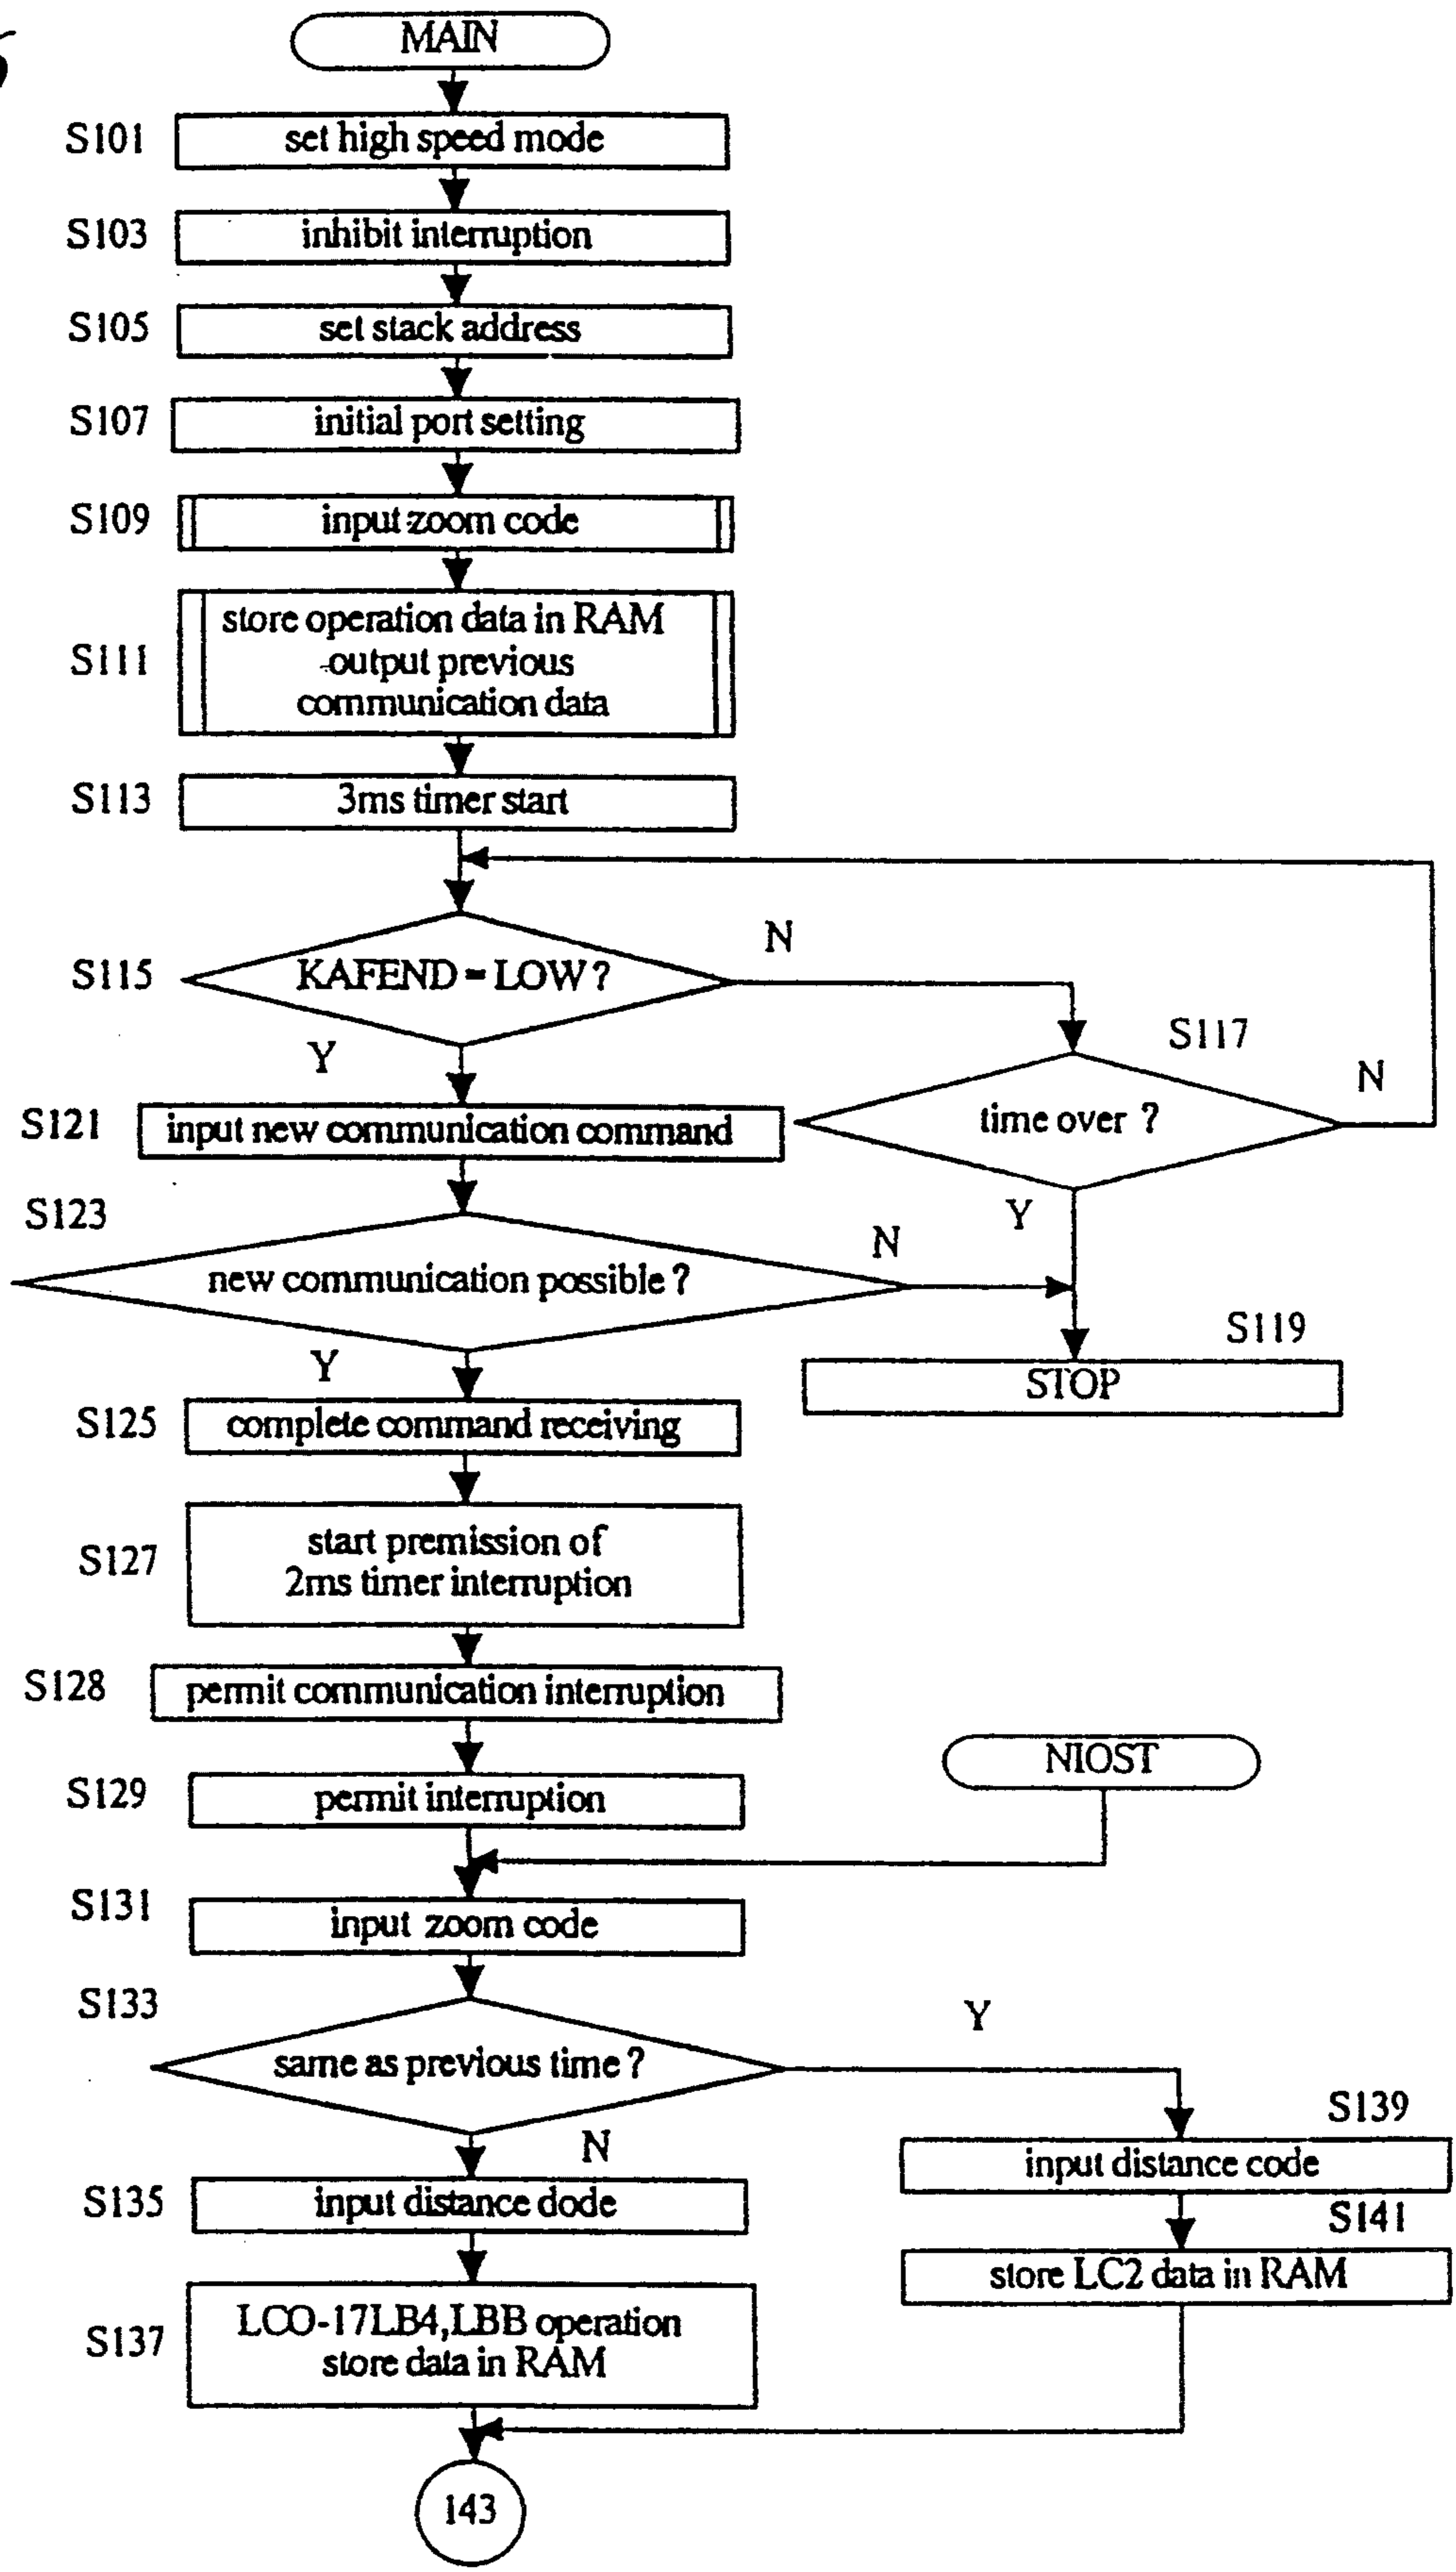 MAIN
S101
set high speed mode
S103
inhibit interruption
S105
set stack address
S107
initial port setting
S109
input zoom code
S111
store operation data in RAM
output previous
communication data
S113
3ms timer start
S115
KAFEND = LOW ?
N
Y
S117
time over ?
N
Y
S121
input new communication command
S123
new communication possible ?
N
Y
S119
STOP
S125
complete command receiving
S127
start premission of
2ms timer interruption
S128
permit communication interruption
S129
permit interruption
NIOST
S131
input zoom code
S133
same as previous time ?
Y
N
S139
input distance code
S135
input distance dode
S141
store LC2 data in RAM
S137
LCO-17LB4,LBB operation
store data in RAM
143